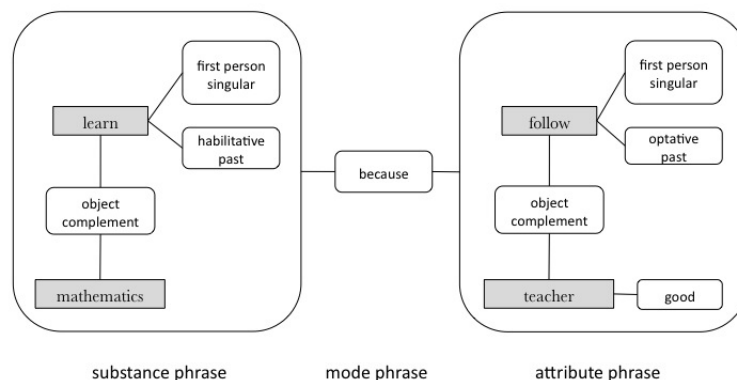 first person
singular
learn
habilitative
past
object
complement
mathematics
because
first person
singular
follow
optative
past
object
complement
teacher
good
substance phrase
mode phrase
attribute phrase